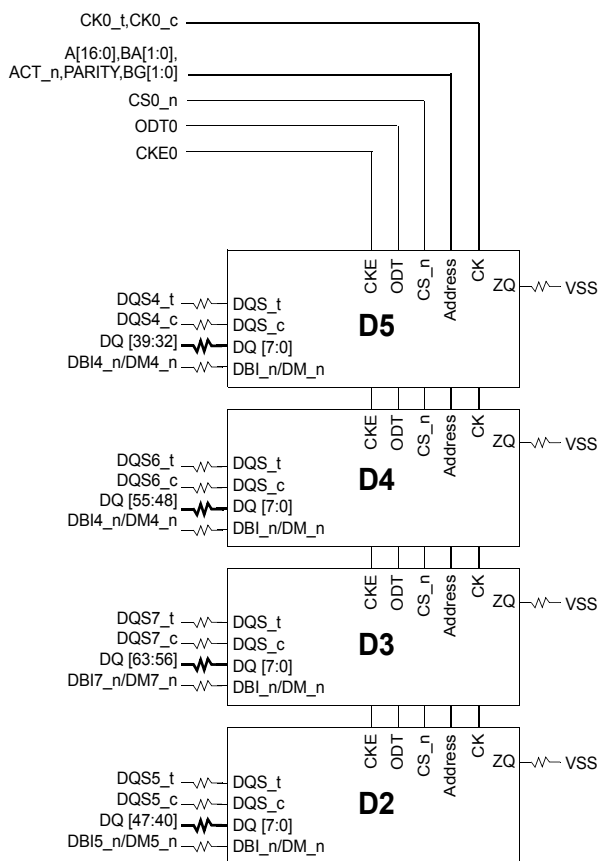 CK0_t,CK0_c
A[16:0],BA[1:0],
ACT_n,PARITY,BG[1:0]
CS0_n
ODT0
CKE0
CKE
ODT
CS_n
Address
CK
ZQ
VSS
D5
DQS4_t
DQS_t
DQS4_c
DQS_c
DQ [39:32]
DQ [7:0]
DBI4_n/DM4_n
DBI_n/DM_n
CKE
ODT
CS_n
Address
CK
ZQ
VSS
D4
DQS6_t
DQS_t
DQS6_c
DQS_c
DQ [55:48]
DQ [7:0]
DBI4_n/DM4_n
DBI_n/DM_n
CKE
ODT
CS_n
Address
CK
ZQ
VSS
D3
DQS7_t
DQS_t
DQS7_c
DQS_c
DQ [63:56]
DQ [7:0]
DBI7_n/DM7_n
DBI_n/DM_n
CKE
ODT
CS_n
Address
CK
ZQ
VSS
D2
DQS5_t
DQS_t
DQS5_c
DQS_c
DQ [47:40]
DQ [7:0]
DBI5_n/DM5_n
DBI_n/DM_n